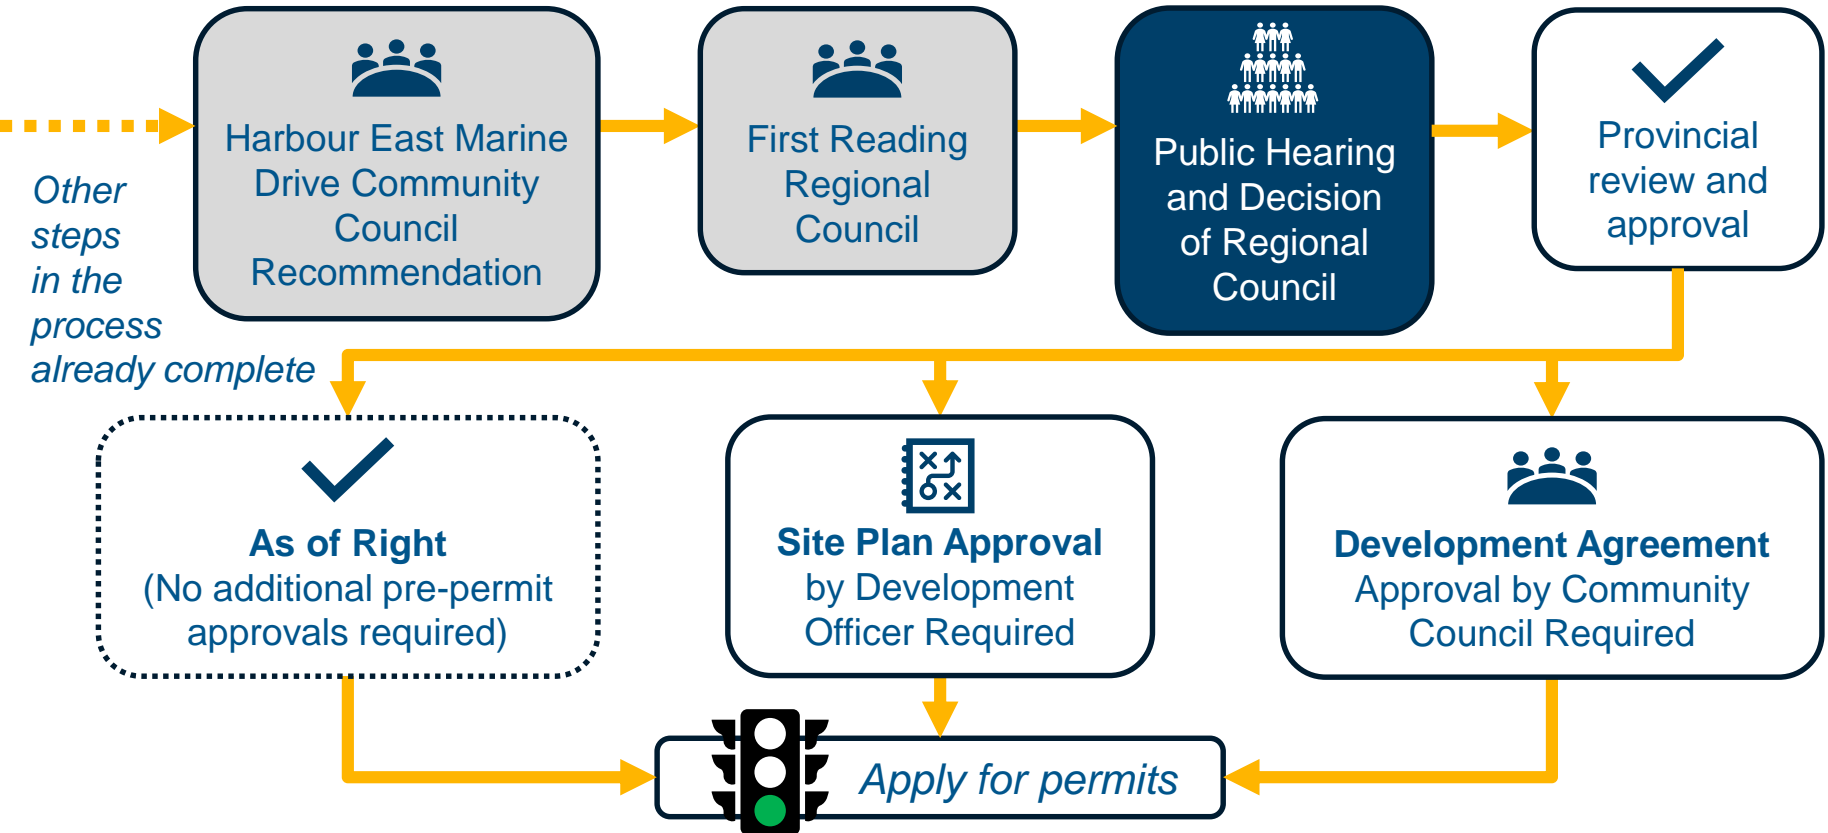 Other
steps
in the
process
already complete
Harbour East Marine
Drive Community
Council
Recommendation
First Reading
Regional
Council
Public Hearing
and Decision
of Regional
Council
Provincial
review and
approval
As of Right
(No additional pre-permit
approvals required)
Site Plan Approval
by Development
Officer Required
Development Agreement
Approval by Community
Council Required
Apply for permits